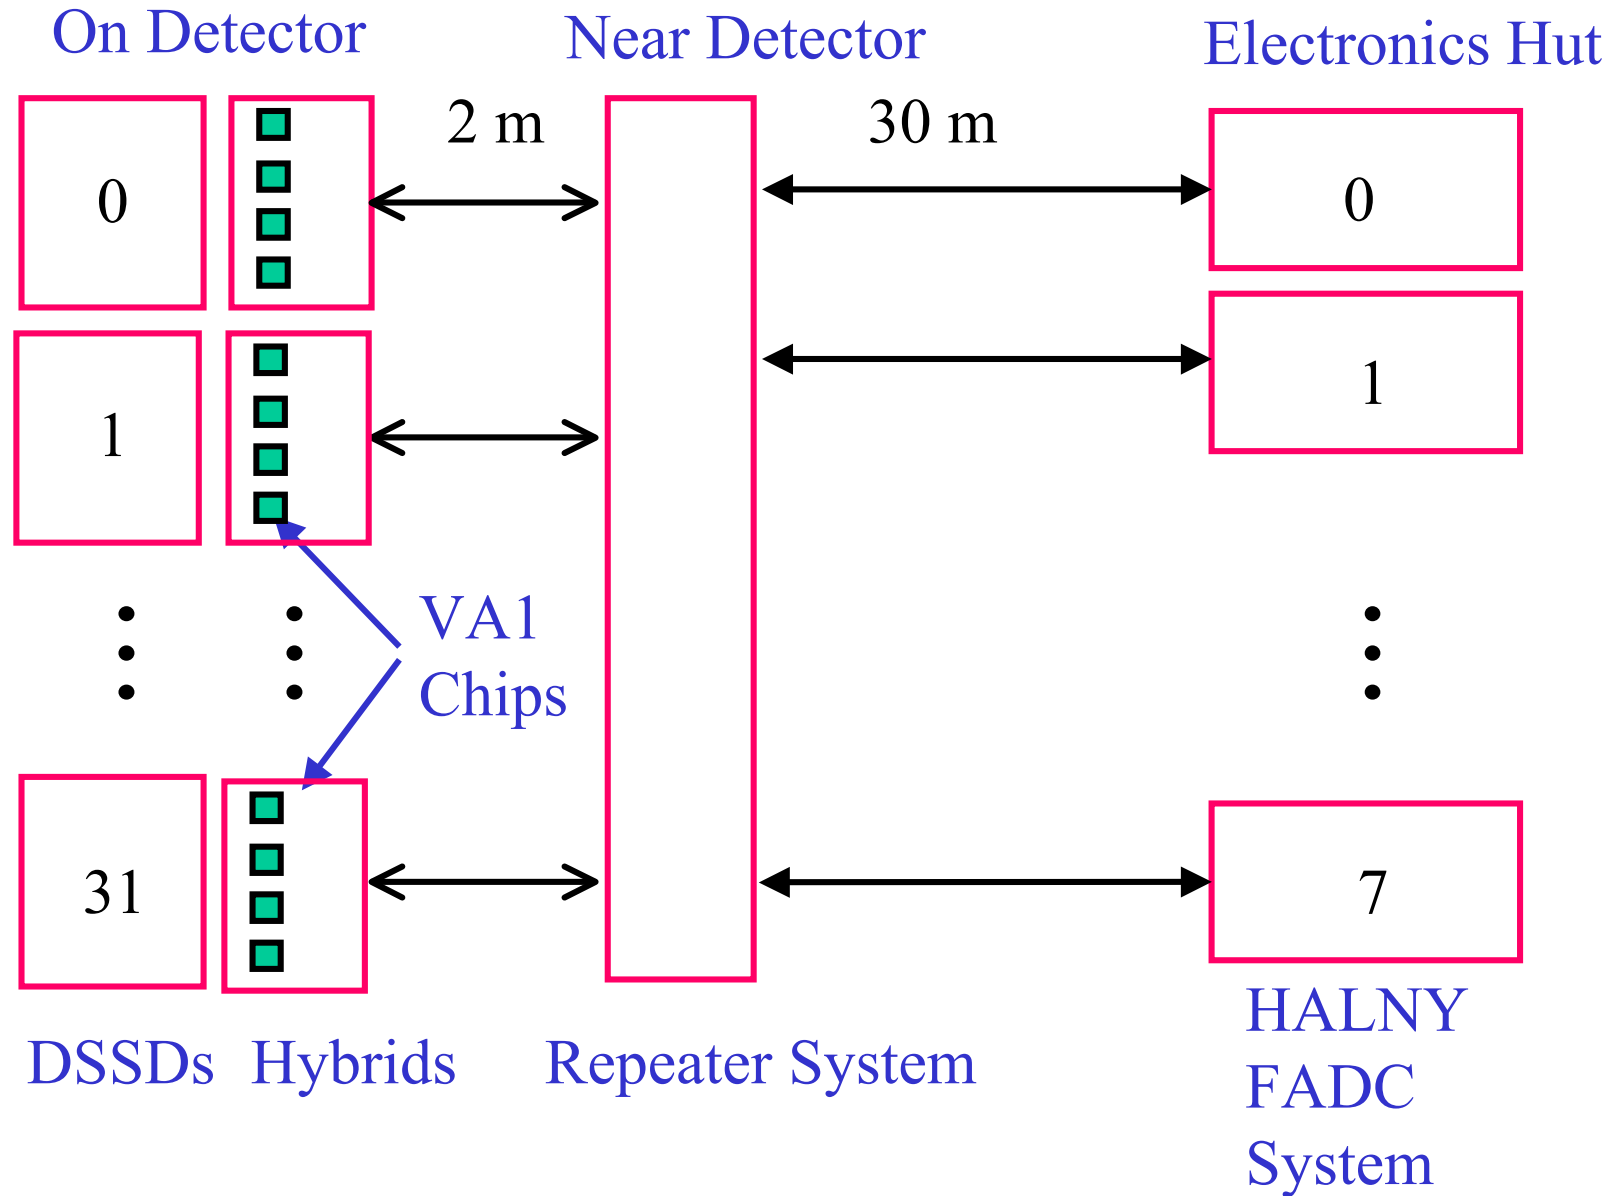 On Detector
Near Detector
Electronics Hut
2 m
30 m
0
0
1
1
VA1
Chips
31
7
DSSDs
Hybrids
Repeater System
HALNY
FADC
System